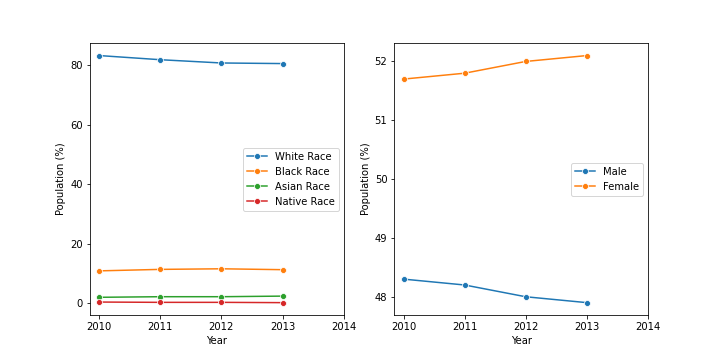 80
60
40
20
0
Population (%)
2010 2011 2012 2013 2014
Year
White Race
Black Race
Asian Race
Native Race
52
51
50
49
48
Population (%)
2010 2011 2012 2013 2014
Year
Male
Female